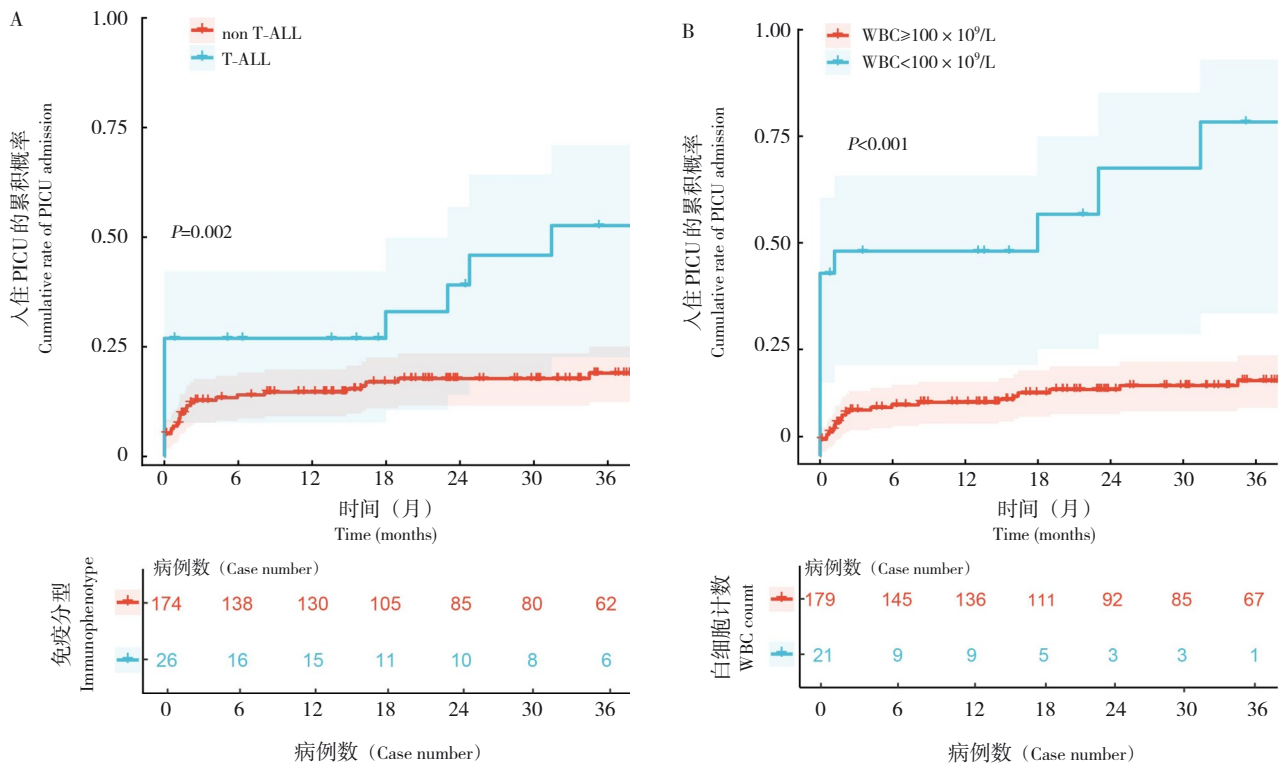 A
non T-ALL
T-ALL
1.00
0.75
0.50
0.25
0
P=0.002
入住 PICU 的累积概率
Cumulative rate of PICU admission
0 6 12 18 24 30 36
时间（月）
Time (months)
病例数（Case number）
免疫分型
Immunophenotype
174 138 130 105 85 80 62
26 16 15 11 10 8 6
0 6 12 18 24 30 36
病例数（Case number）
B
WBC≥100×10⁹/L
WBC<100×10⁹/L
1.00
0.75
0.50
0.25
0
P<0.001
入住 PICU 的累积概率
Cumulative rate of PICU admission
0 6 12 18 24 30 36
时间（月）
Time (months)
病例数（Case number）
白细胞计数
WBC count
179 145 136 111 92 85 67
21 9 9 5 3 3 1
0 6 12 18 24 30 36
病例数（Case number）